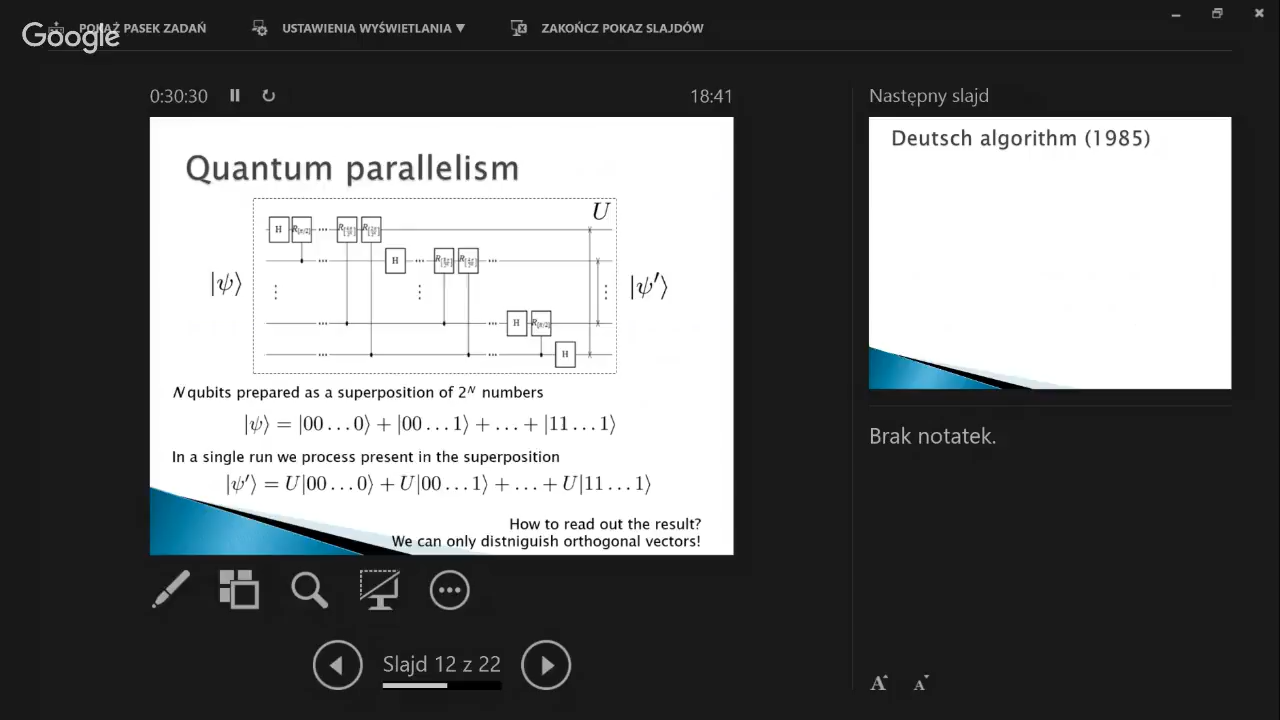 Google
POKAŻ PASEK ZADAŃ
USTAWIENIA WYŚWIETLANIA ▼
ZAKOŃCZ POKAZ SLAJDÓW
0:30:30
18:41
Quantum parallelism
U
H
H
H
H
|ψ⟩
|ψ′⟩
N qubits prepared as a superposition of 2^N numbers
|ψ⟩ = |00 . . . 0⟩ + |00 . . . 1⟩ + . . . + |11 . . . 1⟩
In a single run we process present in the superposition
|ψ′⟩ = U|00 . . . 0⟩ + U|00 . . . 1⟩ + . . . + U|11 . . . 1⟩
How to read out the result?
We can only distniguish orthogonal vectors!
Slajd 12 z 22
Następny slajd
Deutsch algorithm (1985)
Brak notatek.
A A